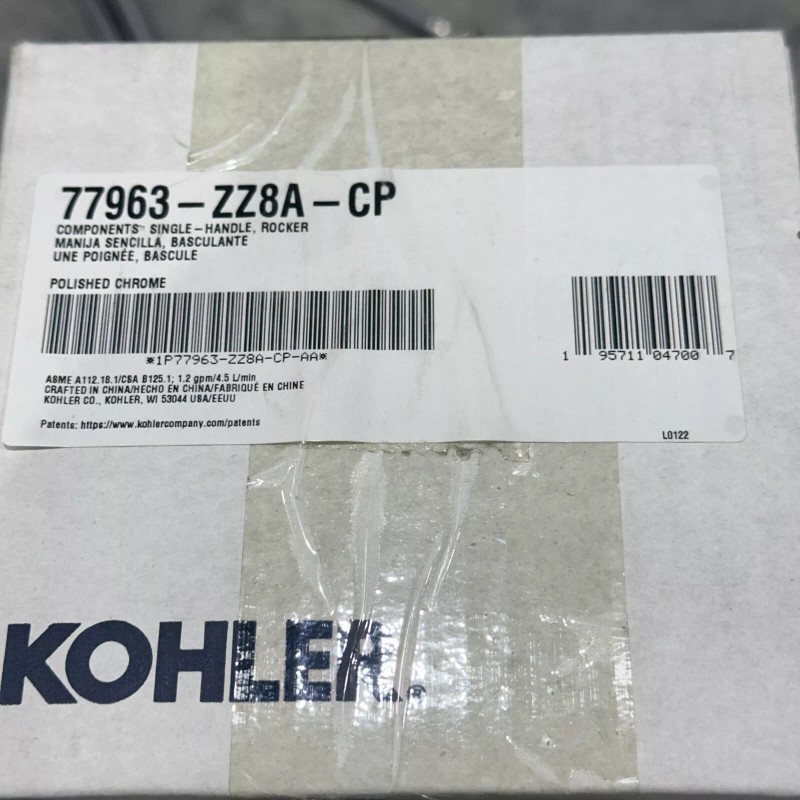 77963-ZZ8A-CP
COMPONENTS™ SINGLE-HANDLE, ROCKER
MANIJA SENCILLA, BASCULANTE
UNE POIGNÉE, BASCULE
POLISHED CHROME
*1P77963-ZZ8A-CP-AA*
1 95711 04700 7
ASME A112.18.1/CSA B125.1; 1.2 gpm/4.5 L/min
CRAFTED IN CHINA/HECHO EN CHINA/FABRIQUÉ EN CHINE
KOHLER CO., KOHLER, WI 53044 USA/EEUU
Patents: https://www.kohlercompany.com/patents
L0122
KOHLER®